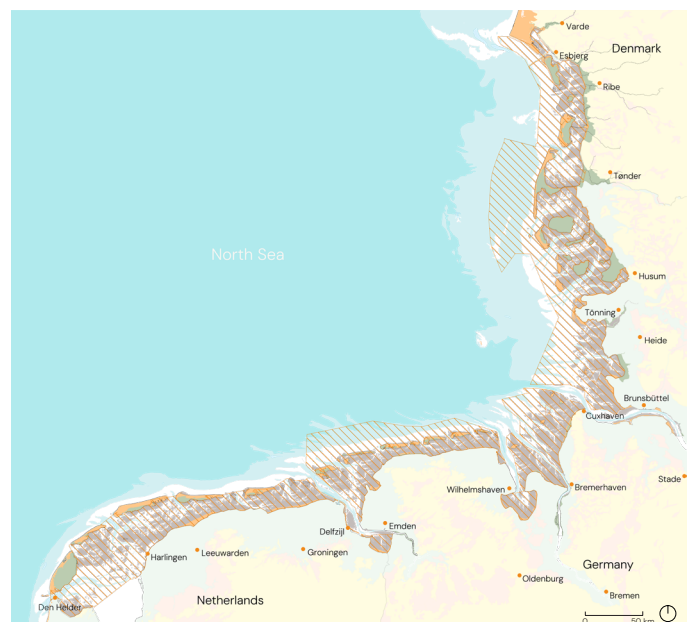 Varde
Denmark
Esbjerg
Ribe
Tønder
North Sea
Husum
Tönning
Heide
Brunsbüttel
Cuxhaven
Stade
Wilhelmshaven
Bremerhaven
Delfzijl
Emden
Harlingen
Leeuwarden
Groningen
Germany
Oldenburg
Den Helder
Netherlands
Bremen
0 50 km